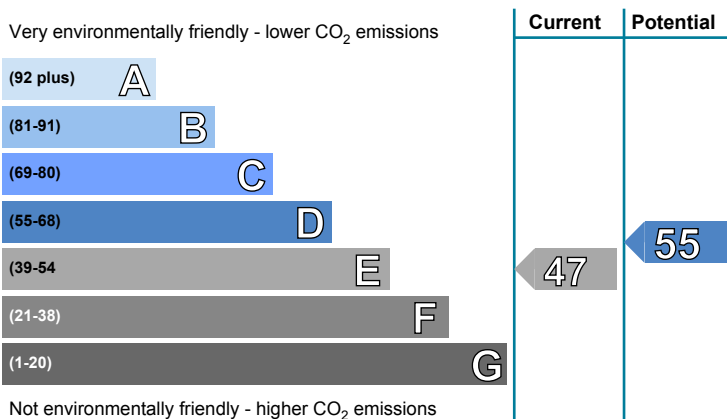 Current Potential
Very environmentally friendly - lower CO2 emissions
(92 plus) A
(81-91) B
(69-80) C
(55-68) D
55
(39-54 E
47
(21-38) F
(1-20) G
Not environmentally friendly - higher CO2 emissions